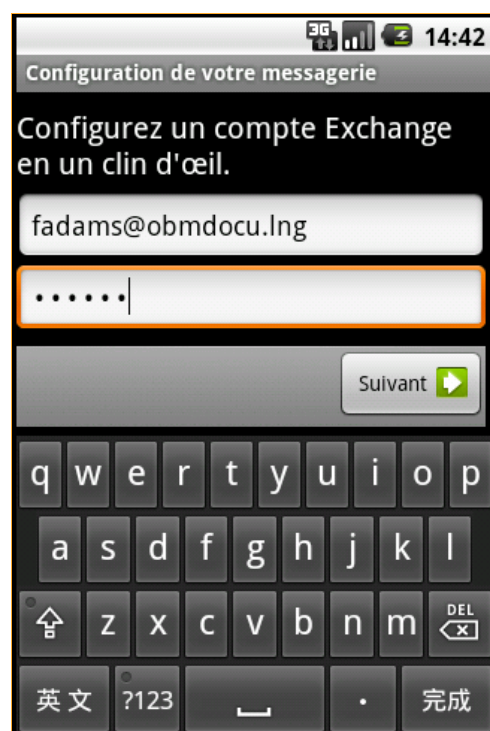 3G 14:42
Configuration de votre messagerie
Configurez un compte Exchange
en un clin d'œil.
fadams@obmdocu.lng
••••••
Suivant
q w e r t y u i o p
a s d f g h j k l
z x c v b n m DEL
英文 ?123 . 完成